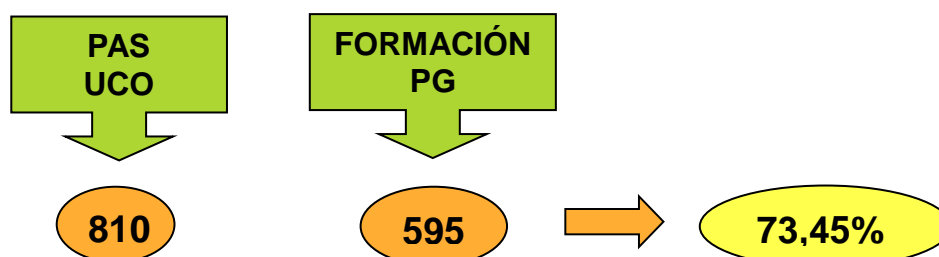 PAS
UCO
FORMACIÓN
PG
810
595
73,45%